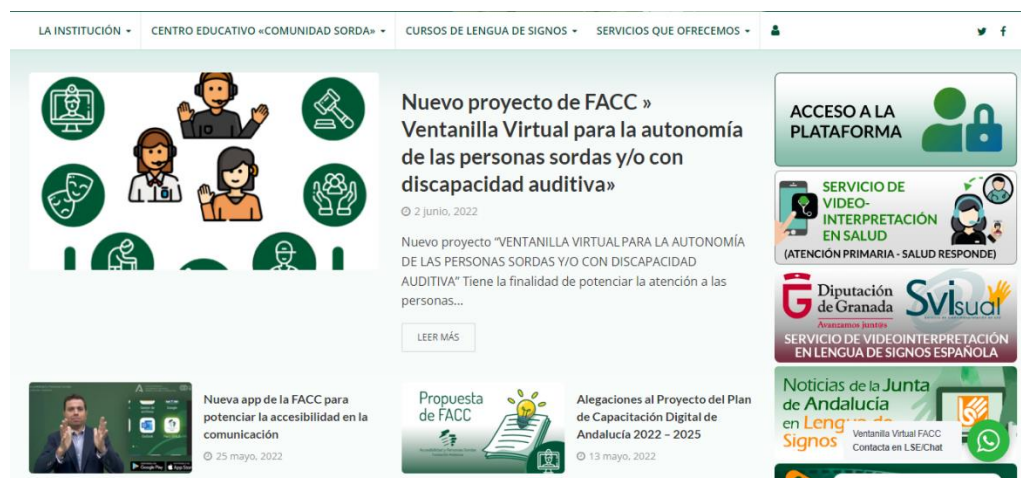 LA INSTITUCIÓN
CENTRO EDUCATIVO «COMUNIDAD SORDA»
CURSOS DE LENGUA DE SIGNOS
SERVICIOS QUE OFRECEMOS
Nuevo proyecto de FACC »
Ventanilla Virtual para la autonomía
de las personas sordas y/o con
discapacidad auditiva»
2 junio, 2022
Nuevo proyecto “VENTANILLA VIRTUAL PARA LA AUTONOMÍA
DE LAS PERSONAS SORDAS Y/O CON DISCAPACIDAD
AUDITIVA” Tiene la finalidad de potenciar la atención a las
personas...
LEER MÁS
Nueva app de la FACC para
potenciar la accesibilidad en la
comunicación
25 mayo, 2022
Google Play
Propuesta
de FACC
Alegaciones al Proyecto del Plan
de Capacitación Digital de
Andalucía 2022 – 2025
13 mayo, 2022
ACCESO A LA
PLATAFORMA
SERVICIO DE
VIDEO-
INTERPRETACIÓN
EN SALUD
(ATENCIÓN PRIMARIA - SALUD RESPONDE)
Diputación
de Granada
Avanzamos junt@s
SVIsual
SERVICIO DE VIDEOINTERPRETACIÓN
EN LENGUA DE SIGNOS ESPAÑOLA
Noticias de la Junta
de Andalucía
en Lengua de
Signos
Ventanilla Virtual FACC
Contacta en LSE/Chat